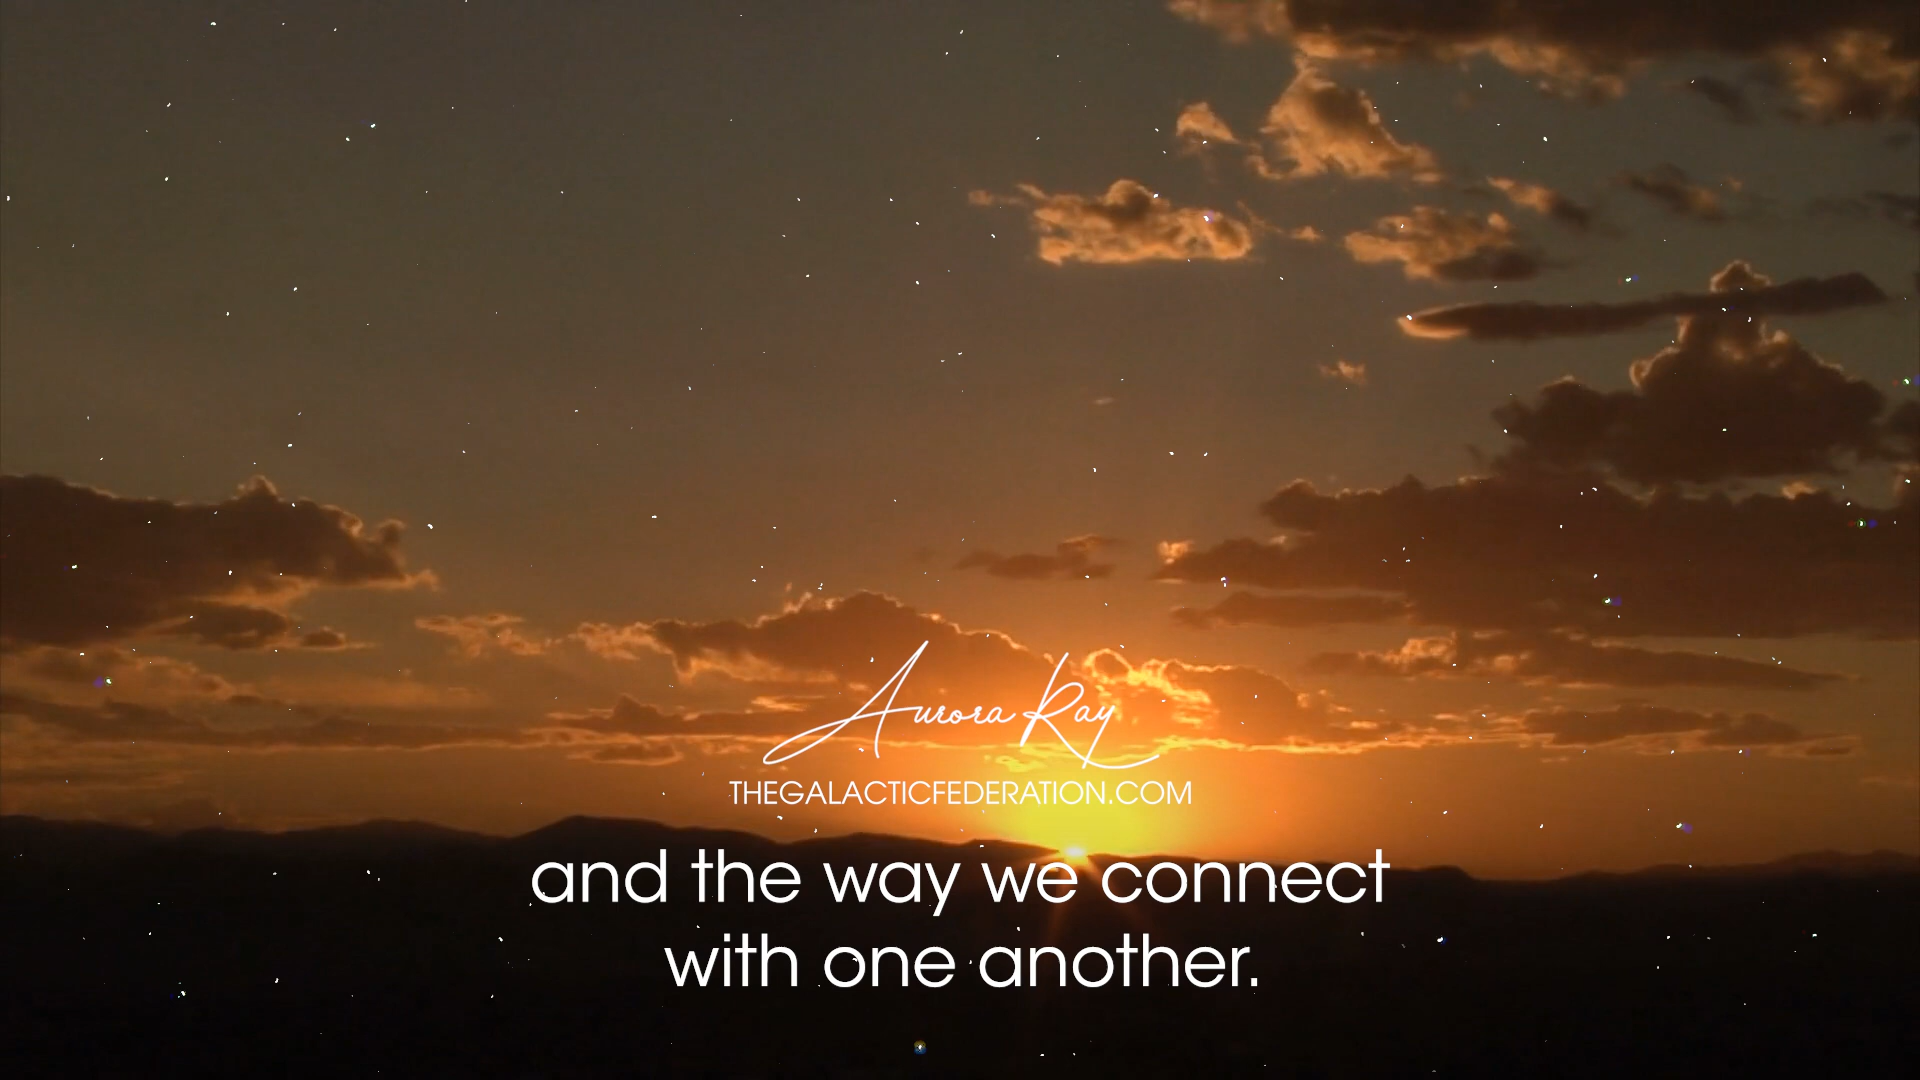 Aurora Ray
THEGALACTICFEDERATION.COM
and the way we connect
with one another.